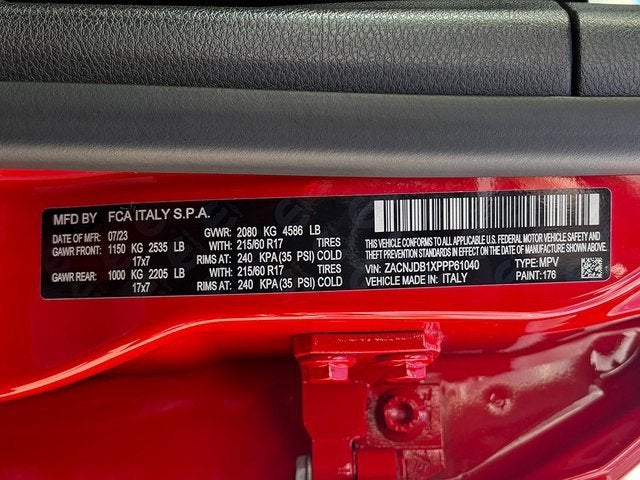 MFD BY FCA ITALY S.P.A.
DATE OF MFR: 07/23 GVWR: 2080 KG 4586 LB
GAWR FRONT: 1150 KG 2535 LB WITH: 215/60 R17 TIRES
17x7 RIMS AT: 240 KPA(35 PSI) COLD
GAWR REAR: 1000 KG 2205 LB WITH: 215/60 R17 TIRES
17x7 RIMS AT: 240 KPA(35 PSI) COLD
THIS VEHICLE CONFORMS TO ALL APPLICABLE U.S. FEDERAL MOTOR VEHICLE SAFETY
AND THEFT PREVENTION STANDARDS IN EFFECT ON THE DATE OF MANUFACTURE SHOWN ABOVE.
VIN: ZACNJDB1XPPP61040 TYPE: MPV
VEHICLE MADE IN: ITALY PAINT: 176